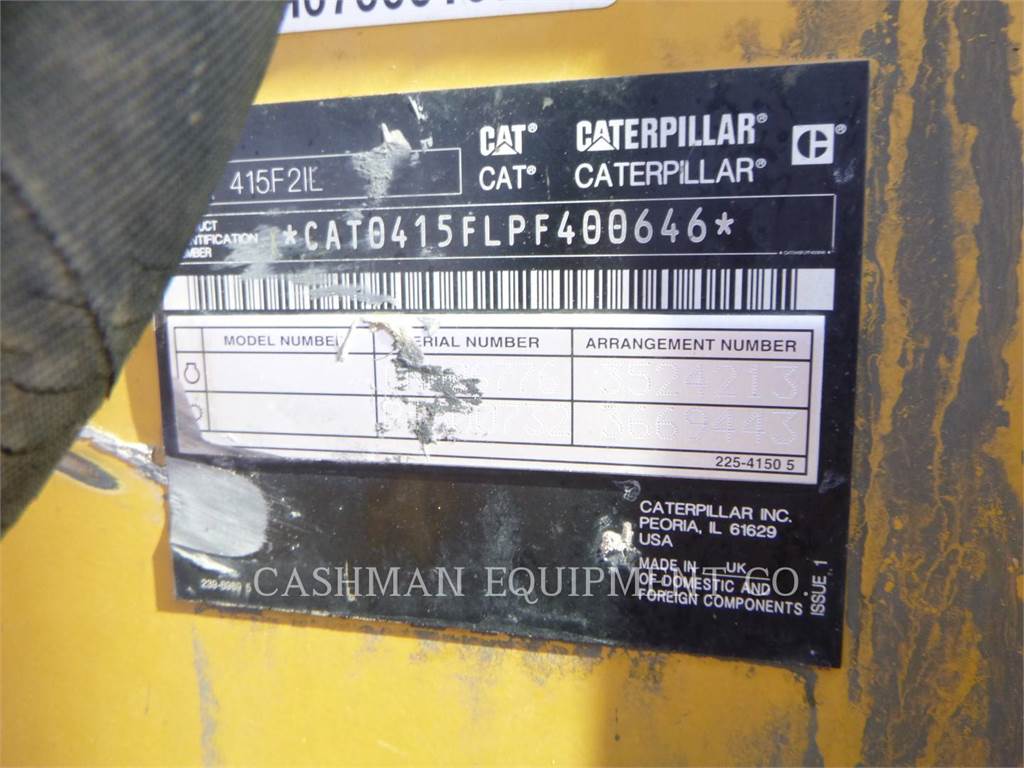 CAT® CATERPILLAR®
415F2IL CAT® CATERPILLAR®
*CAT0415FLPF400646*
MODEL NUMBER SERIAL NUMBER ARRANGEMENT NUMBER
3524213
3669443
225-4150 5
CATERPILLAR INC.
PEORIA, IL 61629
USA
MADE IN UK
OF DOMESTIC AND
FOREIGN COMPONENTS
ISSUE 1
CASHMAN EQUIPMENT CO.